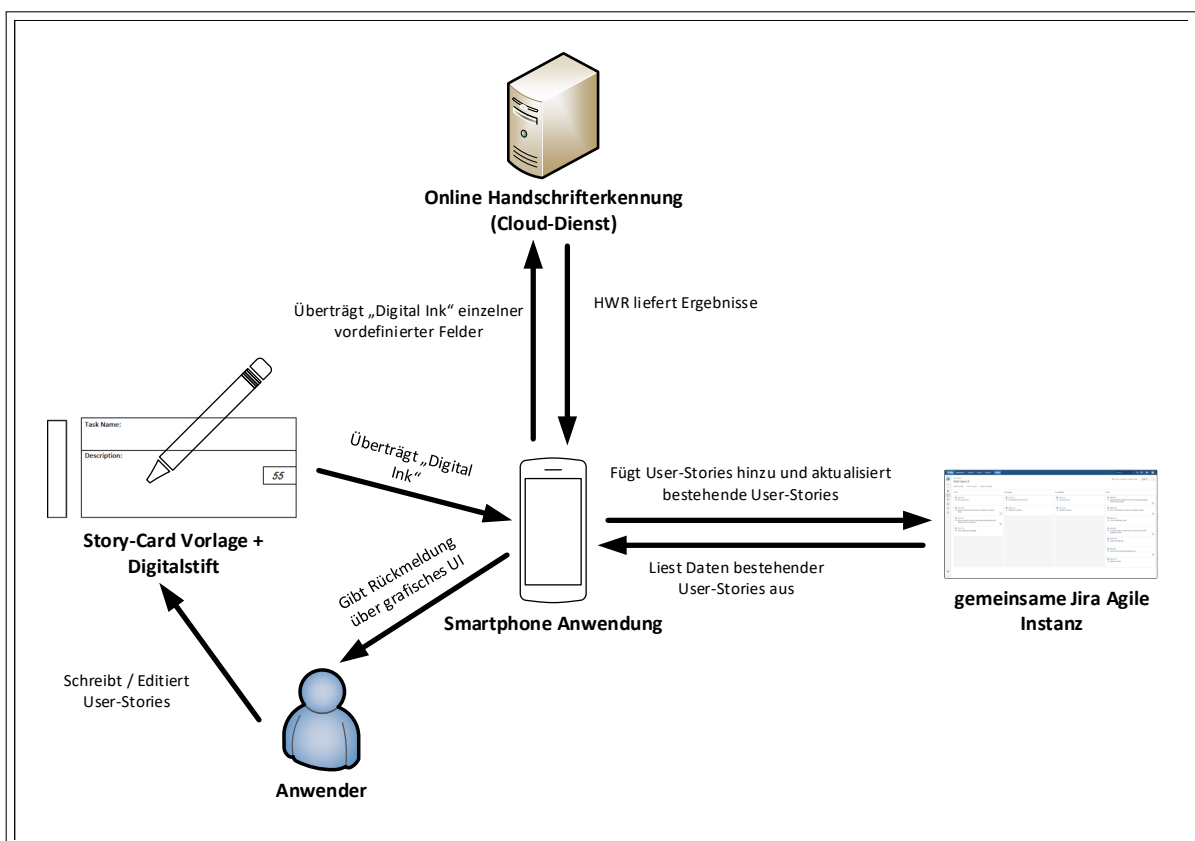 Online Handschrifterkennung
(Cloud-Dienst)
Überträgt „Digital Ink“ einzelner
vordefinierter Felder
HWR liefert Ergebnisse
Task Name:
Description:
55
Überträgt „Digital
Ink“
Story-Card Vorlage +
Digitalstift
Fügt User-Stories hinzu und aktualisiert
bestehende User-Stories
Liest Daten bestehender
User-Stories aus
Gibt Rückmeldung
über grafisches UI
Smartphone Anwendung
gemeinsame Jira Agile
Instanz
Schreibt / Editiert
User-Stories
Anwender